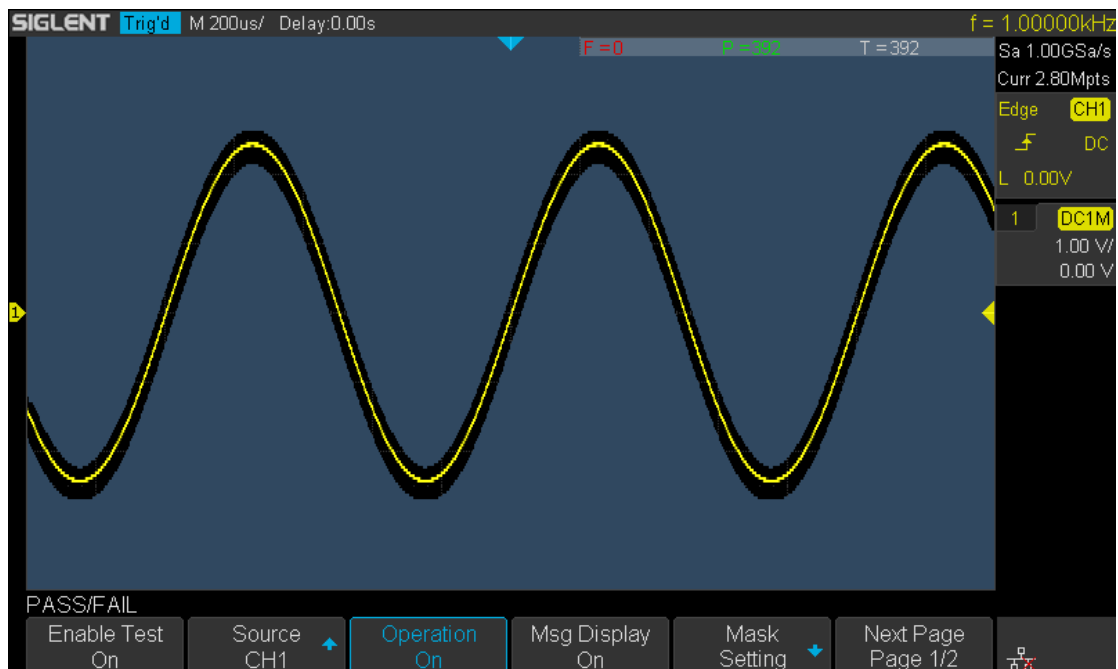 SIGLENT Trig'd M 200us/ Delay:0.00s f = 1.00000kHz
F =0 P =392 T =392
Sa 1.00GSa/s
Curr 2.80Mpts
Edge CH1
DC
L 0.00V
1 DC1M
1.00 V/
0.00 V
1
PASS/FAIL
Enable Test
On
Source
CH1
Operation
On
Msg Display
On
Mask
Setting
Next Page
Page 1/2